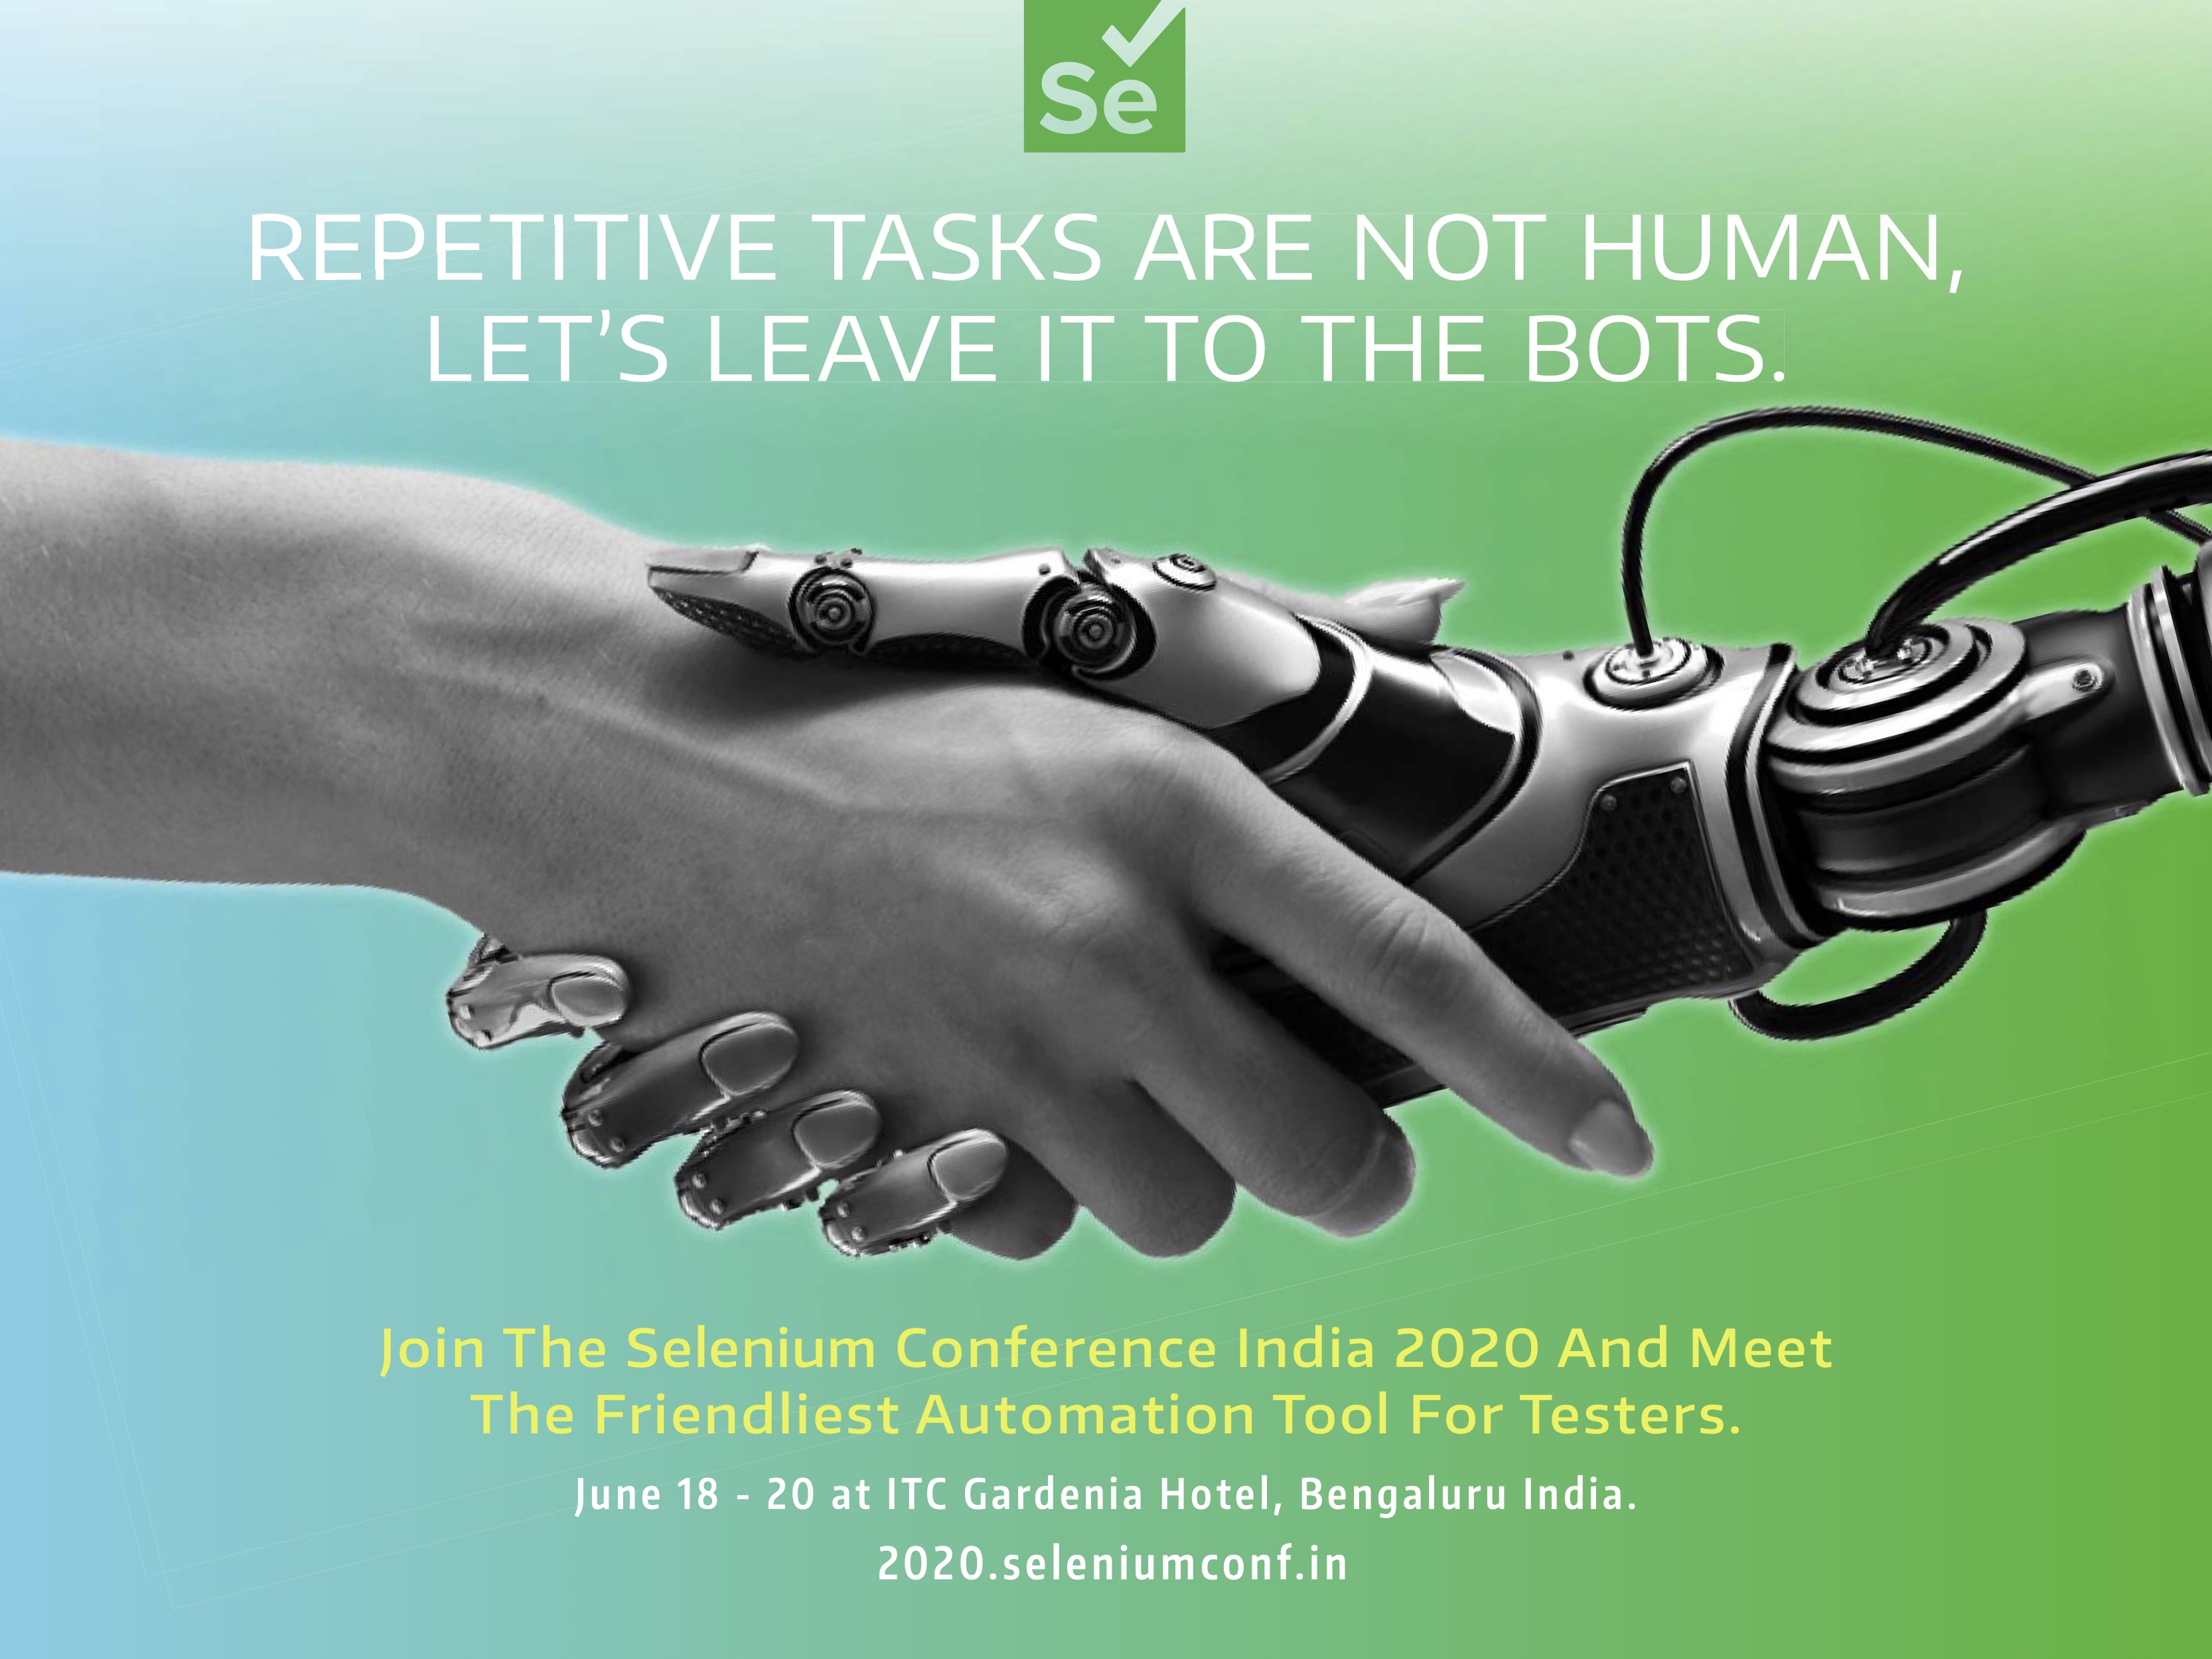 Se
REPETITIVE TASKS ARE NOT HUMAN,
LET’S LEAVE IT TO THE BOTS.
Join The Selenium Conference India 2020 And Meet
The Friendliest Automation Tool For Testers.
June 18 - 20 at ITC Gardenia Hotel, Bengaluru India.
2020.seleniumconf.in